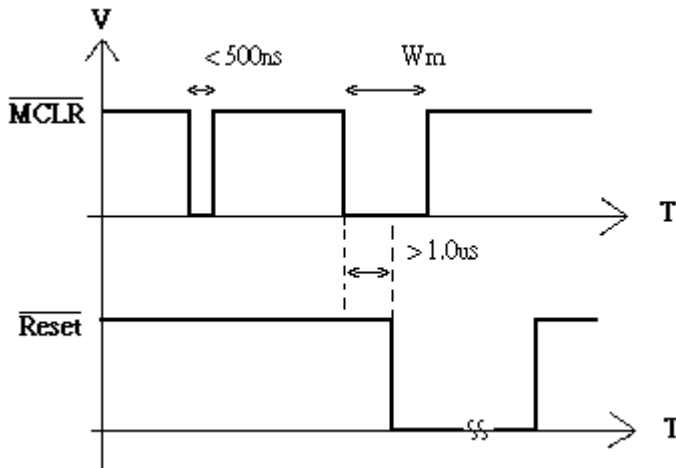 V
<500ns
Wm
MCLR
T
>1.0us
Reset
T